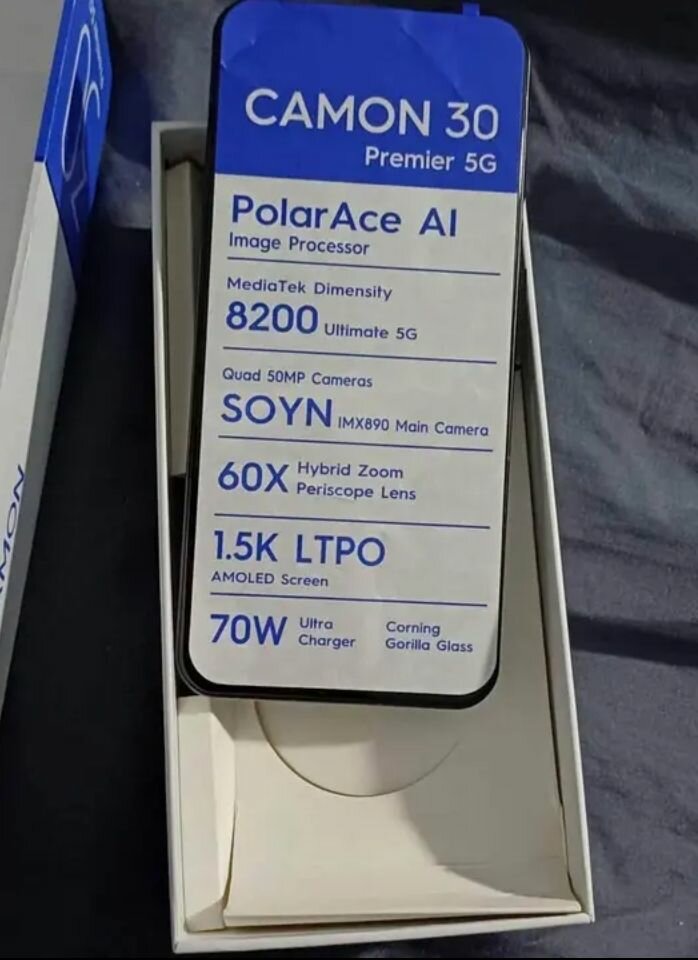 CAMON 30
Premier 5G
PolarAce AI
Image Processor
MediaTek Dimensity
8200 Ultimate 5G
Quad 50MP Cameras
SOYN IMX890 Main Camera
60X Hybrid Zoom
Periscope Lens
1.5K LTPO
AMOLED Screen
70W Ultra
Charger
Corning
Gorilla Glass